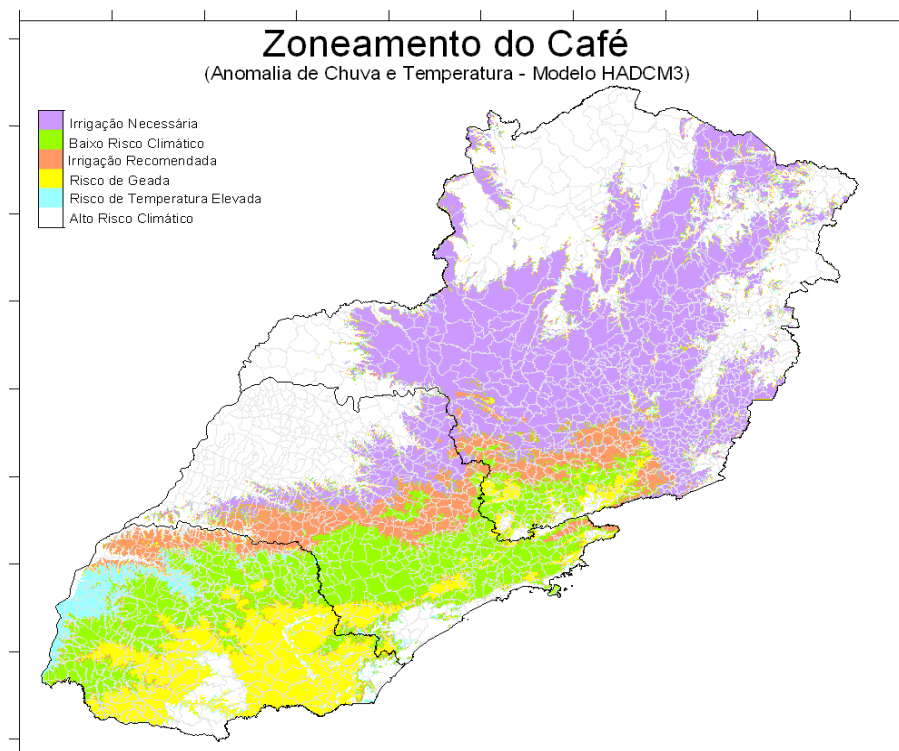 Zoneamento do Café
(Anomalia de Chuva e Temperatura - Modelo HADCM3)
Irrigação Necessária
Baixo Risco Climático
Irrigação Recomendada
Risco de Geada
Risco de Temperatura Elevada
Alto Risco Climático